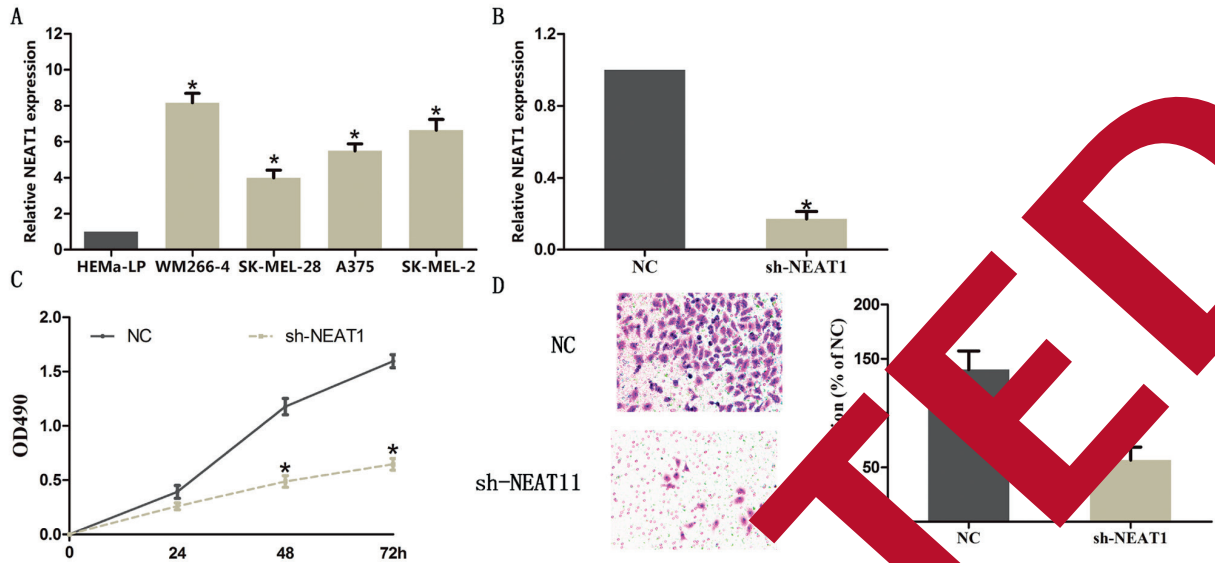 A
Relative NEAT1 expression
12
10
8
6
4
2
0
* * * *
HEMa-LP WM266-4 SK-MEL-28 A375 SK-MEL-2
B
Relative NEAT1 expression
1.2
0.8
0.4
0.0
*
NC sh-NEAT1
C
OD490
2.0
1.5
1.0
0.5
0.0
NC sh-NEAT1
* *
0 24 48 72h
D
NC
sh-NEAT11
(% of NC)
200
150
50
NC sh-NEAT1
TED